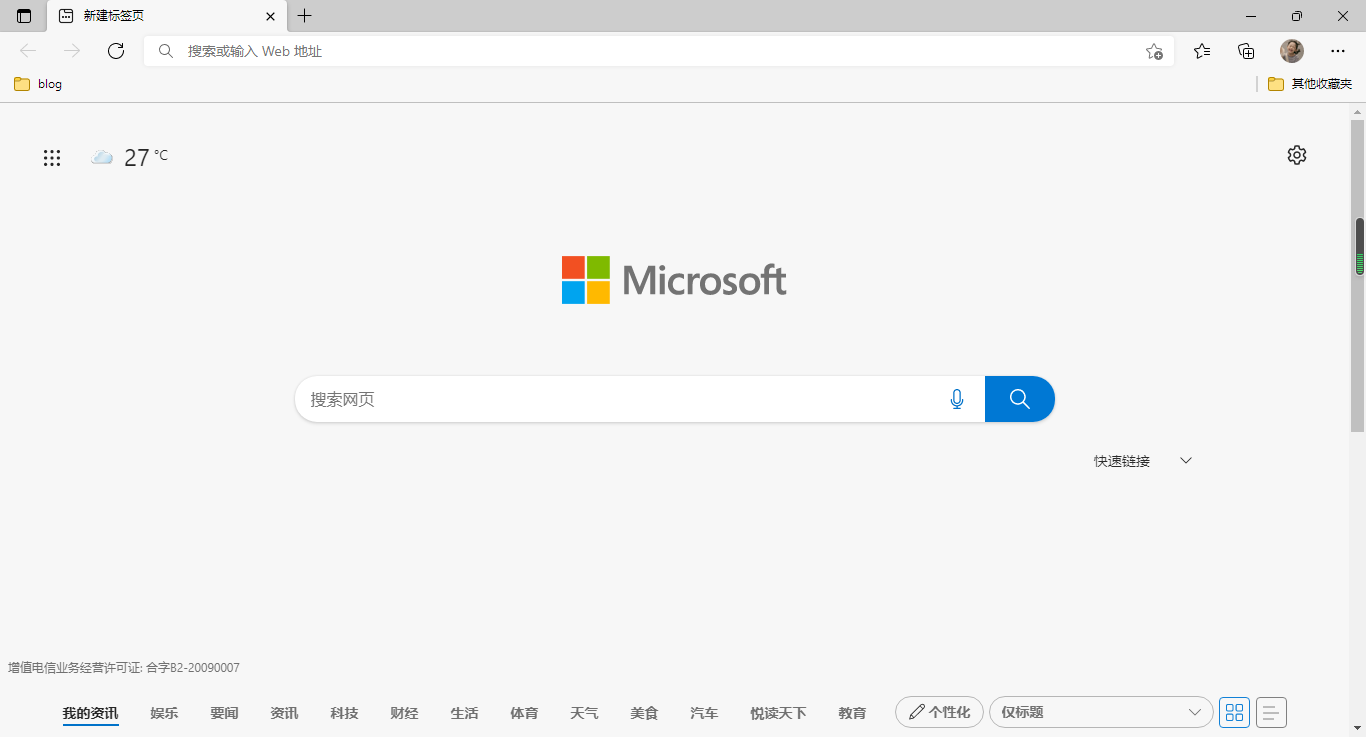 新建标签页
搜索或输入 Web 地址
blog
其他收藏夹
27 °C
Microsoft
搜索网页
快速链接
增值电信业务经营许可证: 合字B2-20090007
我的资讯 娱乐 要闻 资讯 科技 财经 生活 体育 天气 美食 汽车 悦读天下 教育 个性化 仅标题